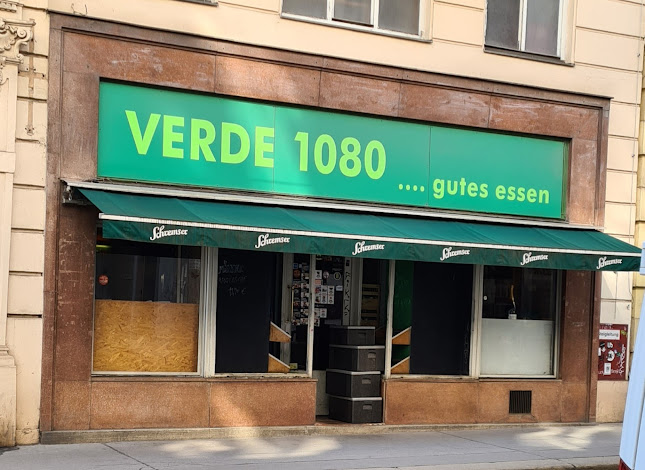 VERDE 1080
.... gutes essen
Schremser Schremser Schremser Schremser Schremser Schremser